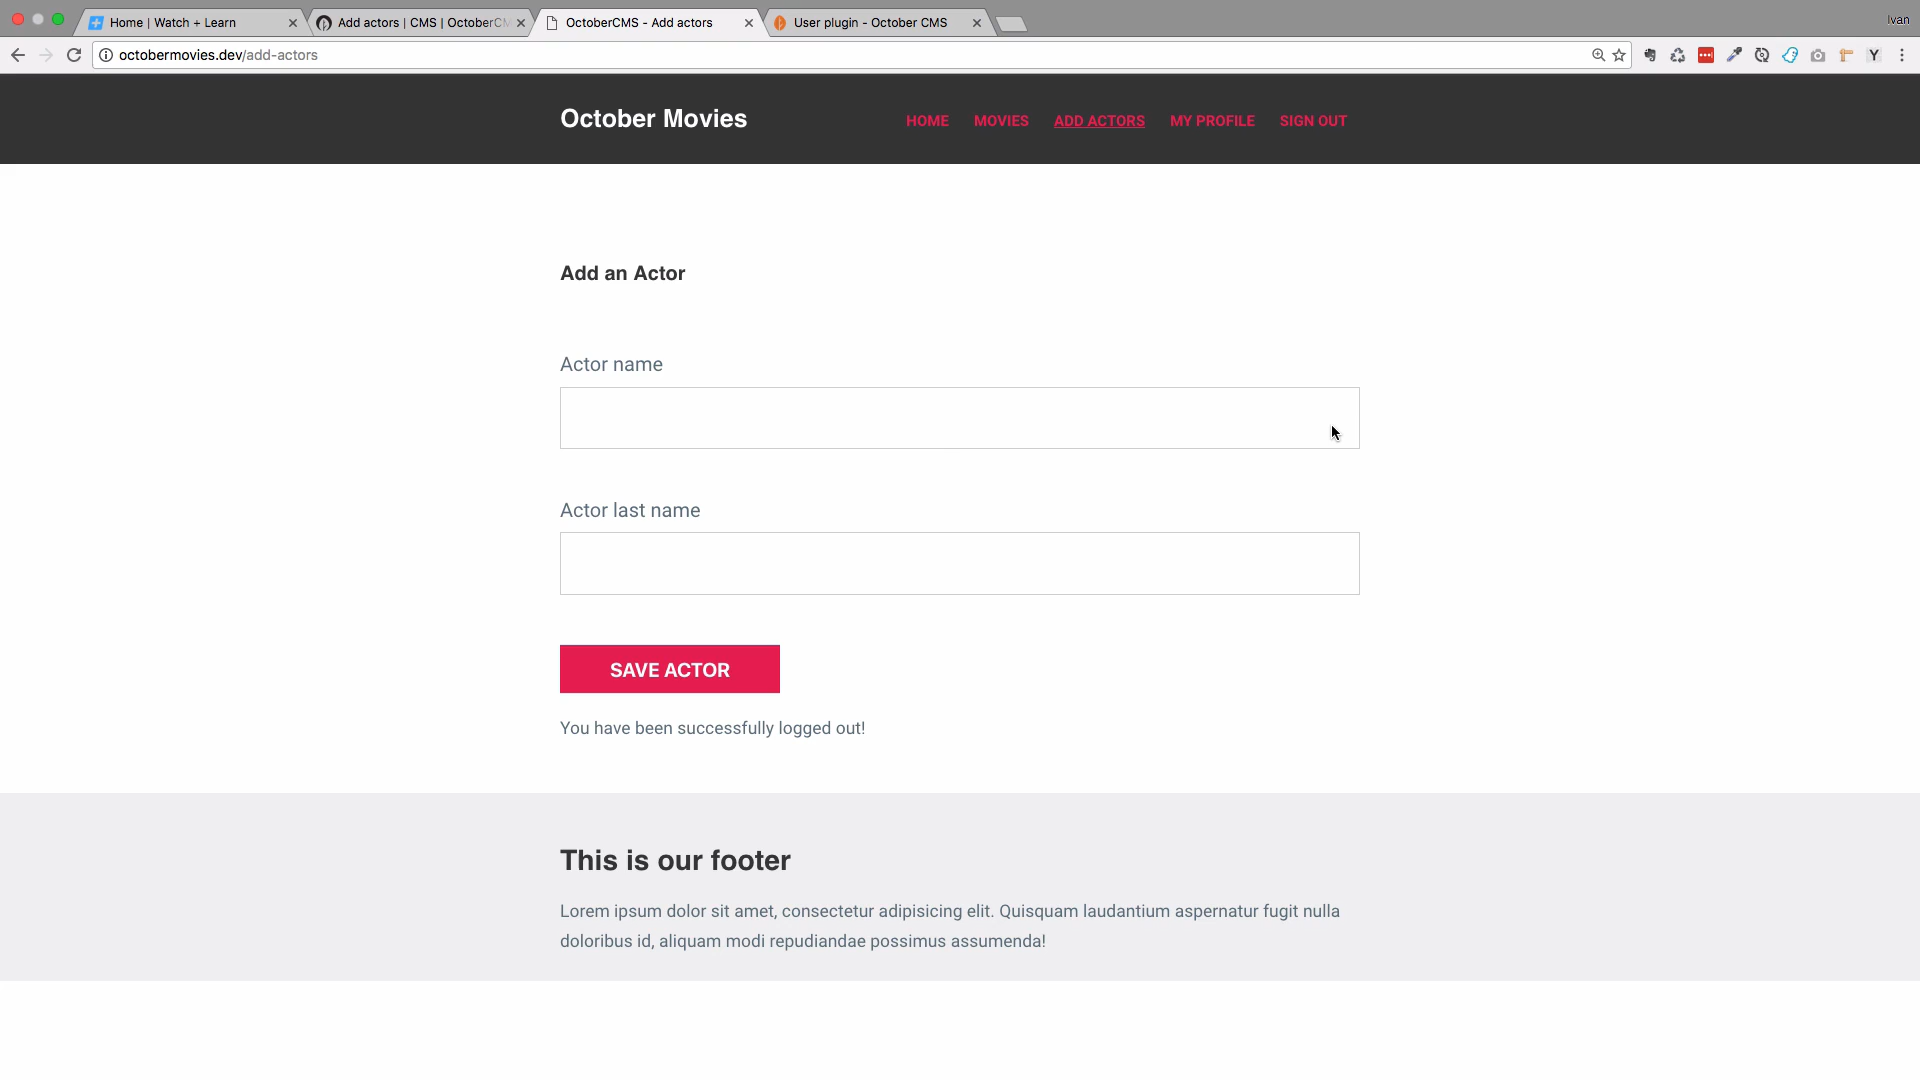 Home | Watch + Learn
Add actors | CMS | OctoberCM
OctoberCMS - Add actors
User plugin - October CMS
Ivan
octobermovies.dev/add-actors
October Movies
HOME
MOVIES
ADD ACTORS
MY PROFILE
SIGN OUT
Add an Actor
Actor name
Actor last name
SAVE ACTOR
You have been successfully logged out!
This is our footer
Lorem ipsum dolor sit amet, consectetur adipisicing elit. Quisquam laudantium aspernatur fugit nulla
doloribus id, aliquam modi repudiandae possimus assumenda!